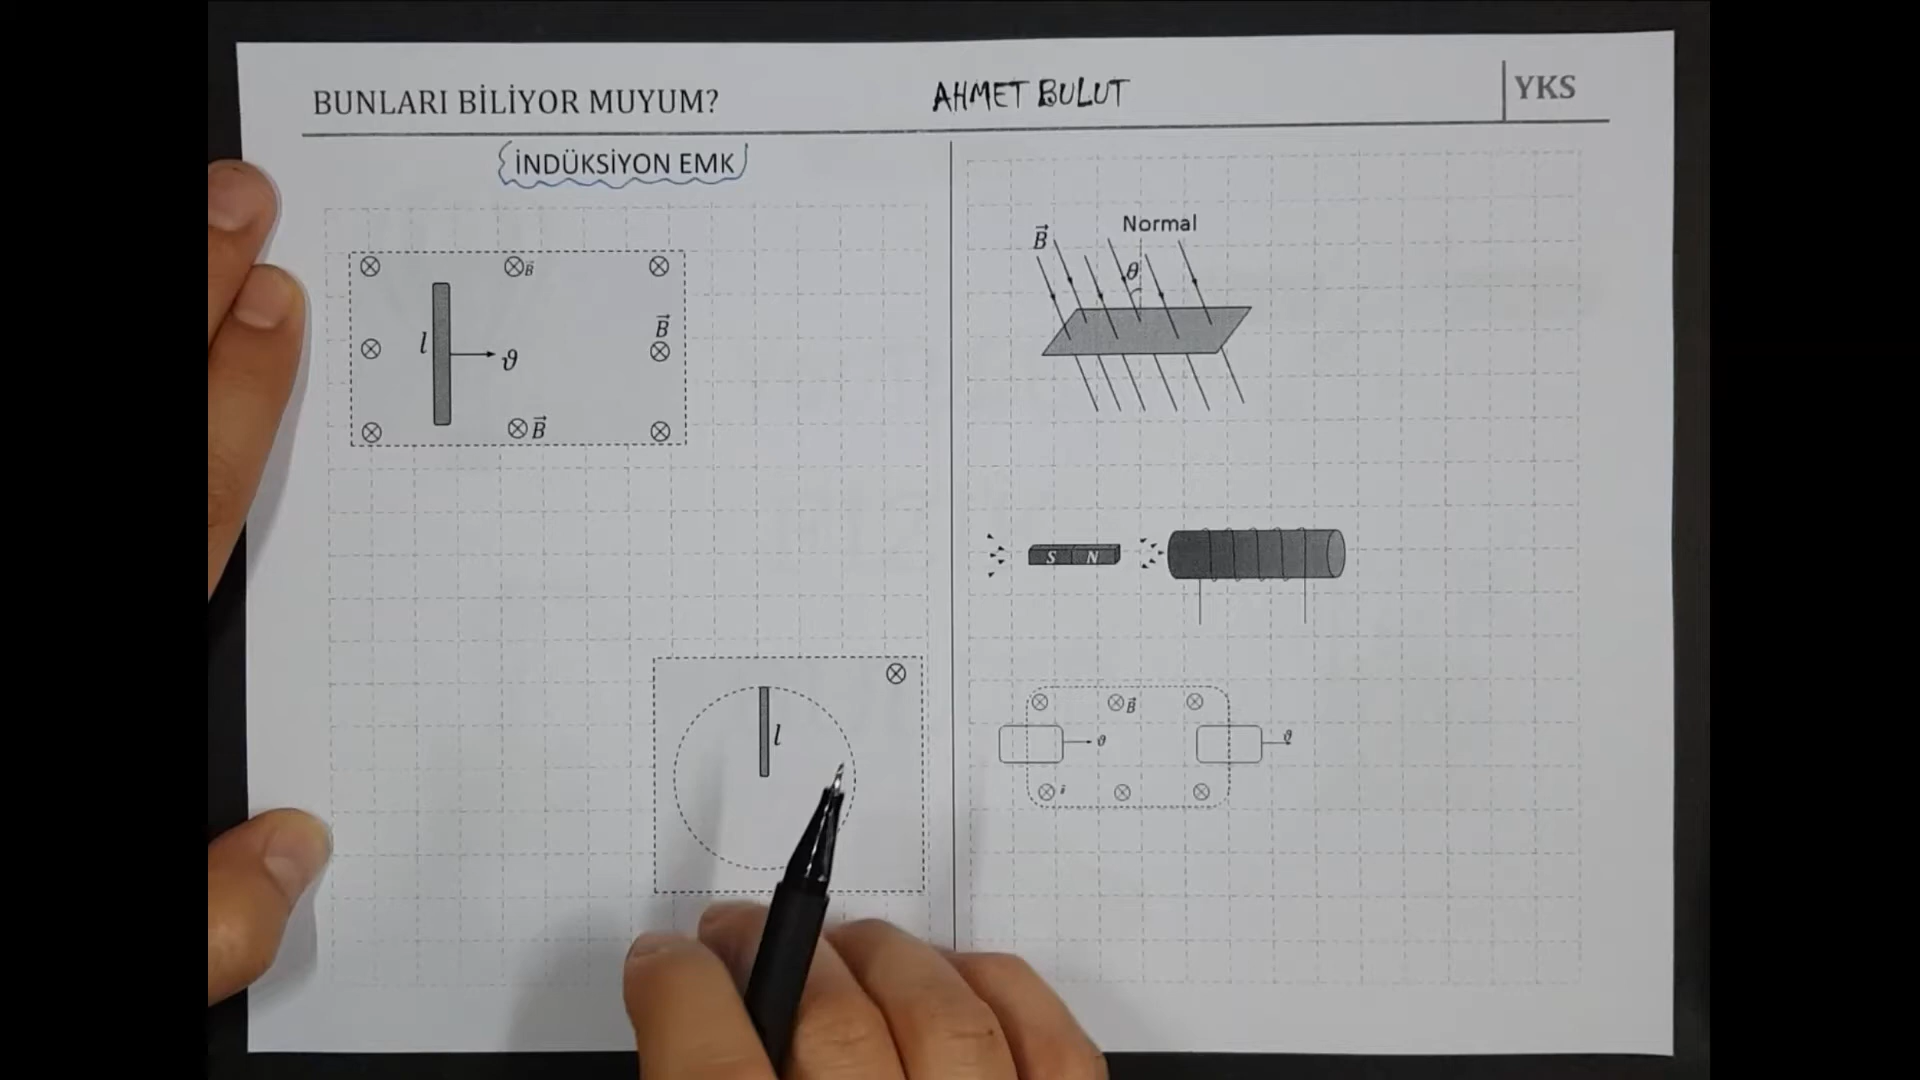 BUNLARI BİLİYOR MUYUM?
AHMET BULUT
YKS
İNDÜKSİYON EMK
B⃗
B⃗
l
ϑ
B⃗
l
Normal
B⃗
θ
S N
B⃗
ϑ
ϑ